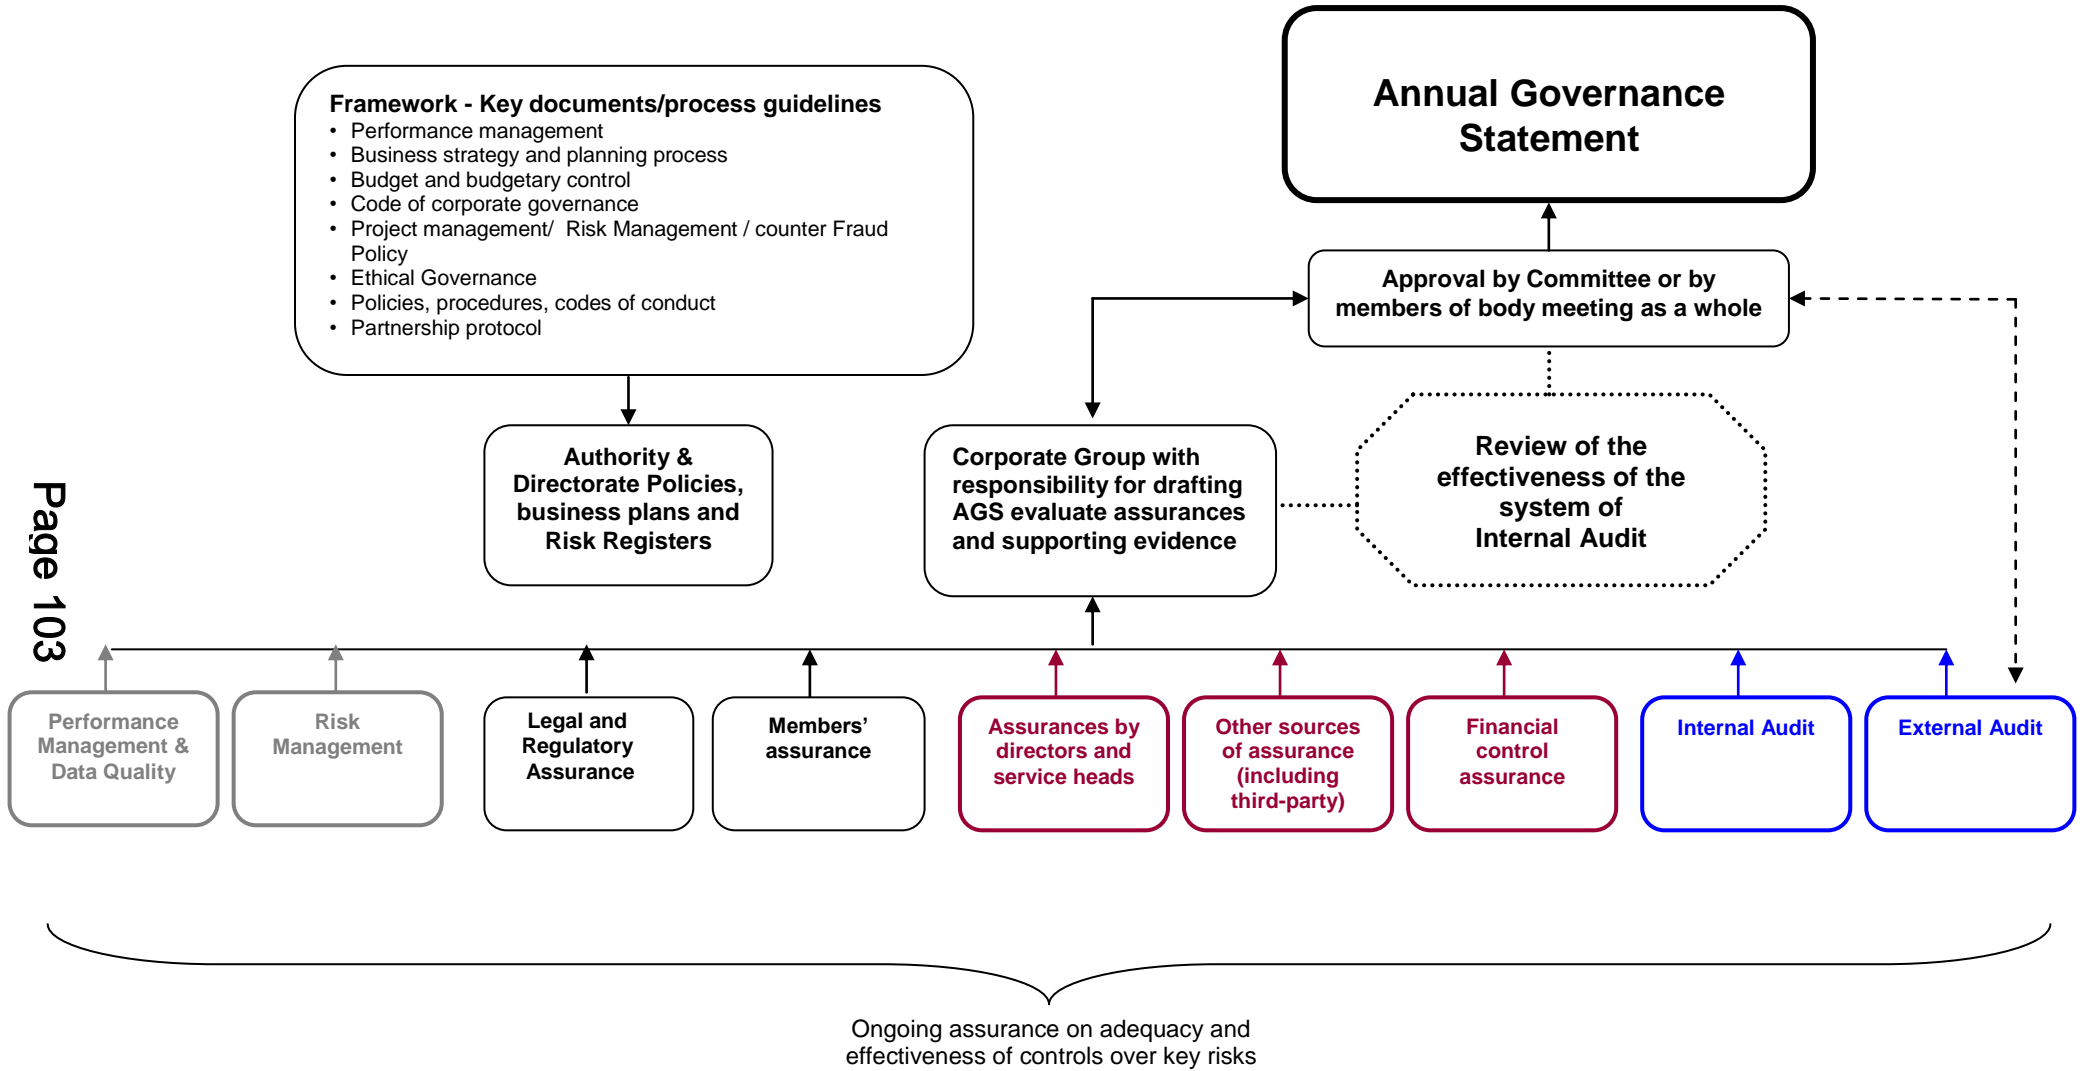 Annual Governance
Statement
Framework - Key documents/process guidelines
• Performance management
• Business strategy and planning process
• Budget and budgetary control
• Code of corporate governance
• Project management/ Risk Management / counter Fraud
Policy
• Ethical Governance
• Policies, procedures, codes of conduct
• Partnership protocol
Approval by Committee or by
members of body meeting as a whole
Authority &
Directorate Policies,
business plans and
Risk Registers
Corporate Group with
responsibility for drafting
AGS evaluate assurances
and supporting evidence
Review of the
effectiveness of the
system of
Internal Audit
Page 103
Performance
Management &
Data Quality
Risk
Management
Legal and
Regulatory
Assurance
Members’
assurance
Assurances by
directors and
service heads
Other sources
of assurance
(including
third-party)
Financial
control
assurance
Internal Audit
External Audit
Ongoing assurance on adequacy and
effectiveness of controls over key risks